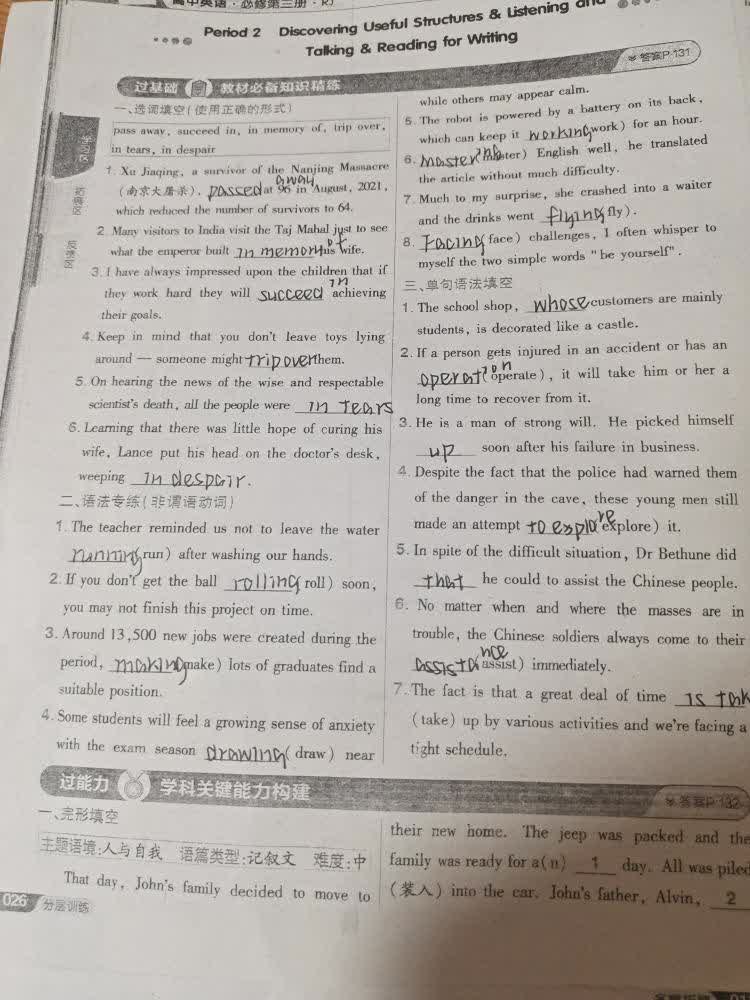 高中英语·必修第三册·RJ
Period 2 Discovering Useful Structures & Listening and
Talking & Reading for Writing
答案P.131
过基础 教材必备知识精练
一、选词填空(使用正确的形式)
pass away, succeed in, in memory of, trip over,
in tears, in despair
1. Xu Jiaqing, a survivor of the Nanjing Massacre
(南京大屠杀), passed away at 96 in August, 2021,
which reduced the number of survivors to 64.
2. Many visitors to India visit the Taj Mahal just to see
what the emperor built in memory of his wife.
3. I have always impressed upon the children that if
they work hard they will succeed in achieving
their goals.
4. Keep in mind that you don't leave toys lying
around — someone might trip over them.
5. On hearing the news of the wise and respectable
scientist's death, all the people were in tears
6. Learning that there was little hope of curing his
wife, Lance put his head on the doctor's desk,
weeping in despair.
二、语法专练(非谓语动词)
1. The teacher reminded us not to leave the water
running (run) after washing our hands.
2. If you don't get the ball rolling (roll) soon,
you may not finish this project on time.
3. Around 13,500 new jobs were created during the
period, making (make) lots of graduates find a
suitable position.
4. Some students will feel a growing sense of anxiety
with the exam season drawing (draw) near
while others may appear calm.
5. The robot is powered by a battery on its back,
which can keep it working (work) for an hour.
6. Mastering (master) English well, he translated
the article without much difficulty.
7. Much to my surprise, she crashed into a waiter
and the drinks went flying (fly).
8. Facing (face) challenges, I often whisper to
myself the two simple words "be yourself".
三、单句语法填空
1. The school shop, whose customers are mainly
students, is decorated like a castle.
2. If a person gets injured in an accident or has an
operation (operate), it will take him or her a
long time to recover from it.
3. He is a man of strong will. He picked himself
up soon after his failure in business.
4. Despite the fact that the police had warned them
of the danger in the cave, these young men still
made an attempt to explore (explore) it.
5. In spite of the difficult situation, Dr Bethune did
that he could to assist the Chinese people.
6. No matter when and where the masses are in
trouble, the Chinese soldiers always come to their
assistance (assist) immediately.
7. The fact is that a great deal of time is tak
(take) up by various activities and we're facing a
tight schedule.
过能力 学科关键能力构建
答案P.132
一、完形填空
主题语境:人与自我 语篇类型:记叙文 难度:中
That day, John's family decided to move to
their new home. The jeep was packed and the
family was ready for a(n) 1 day. All was piled
(装入) into the car. John's father, Alvin, 2
026 分层训练